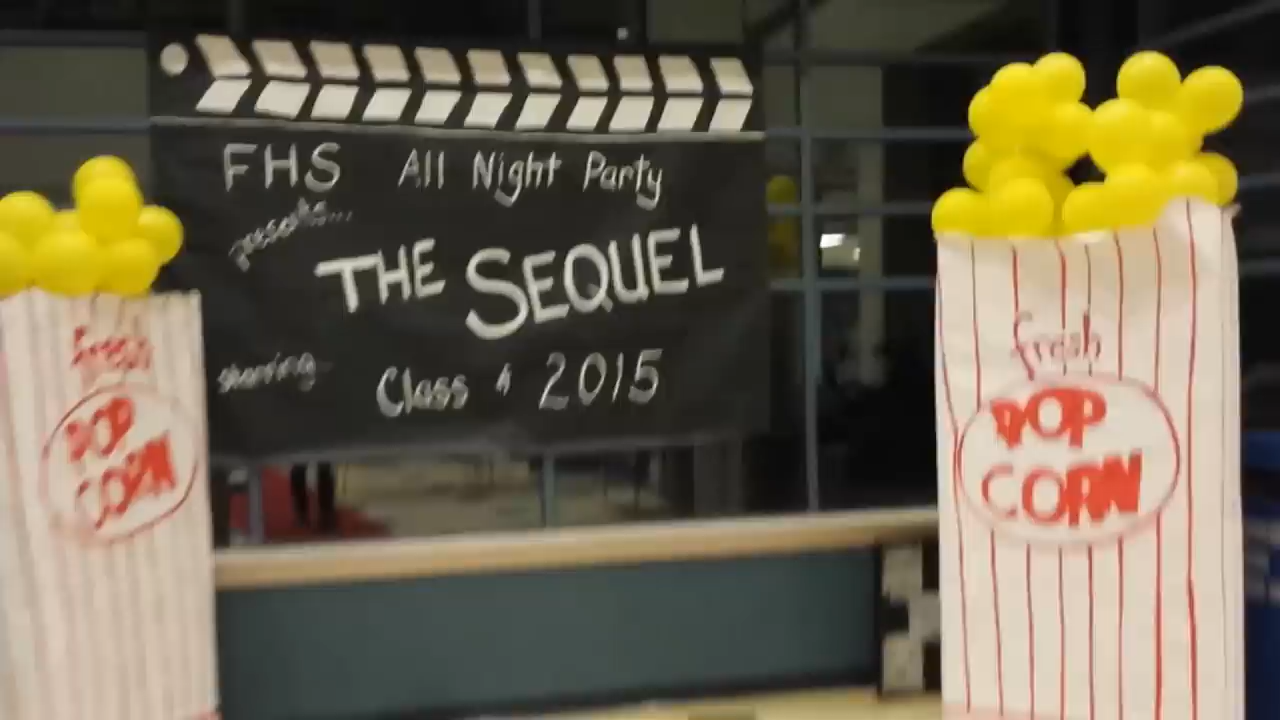 FHS All Night Party
presents...
THE SEQUEL
starring
Class of 2015
fresh
POP
CORN
fresh
POP
CORN